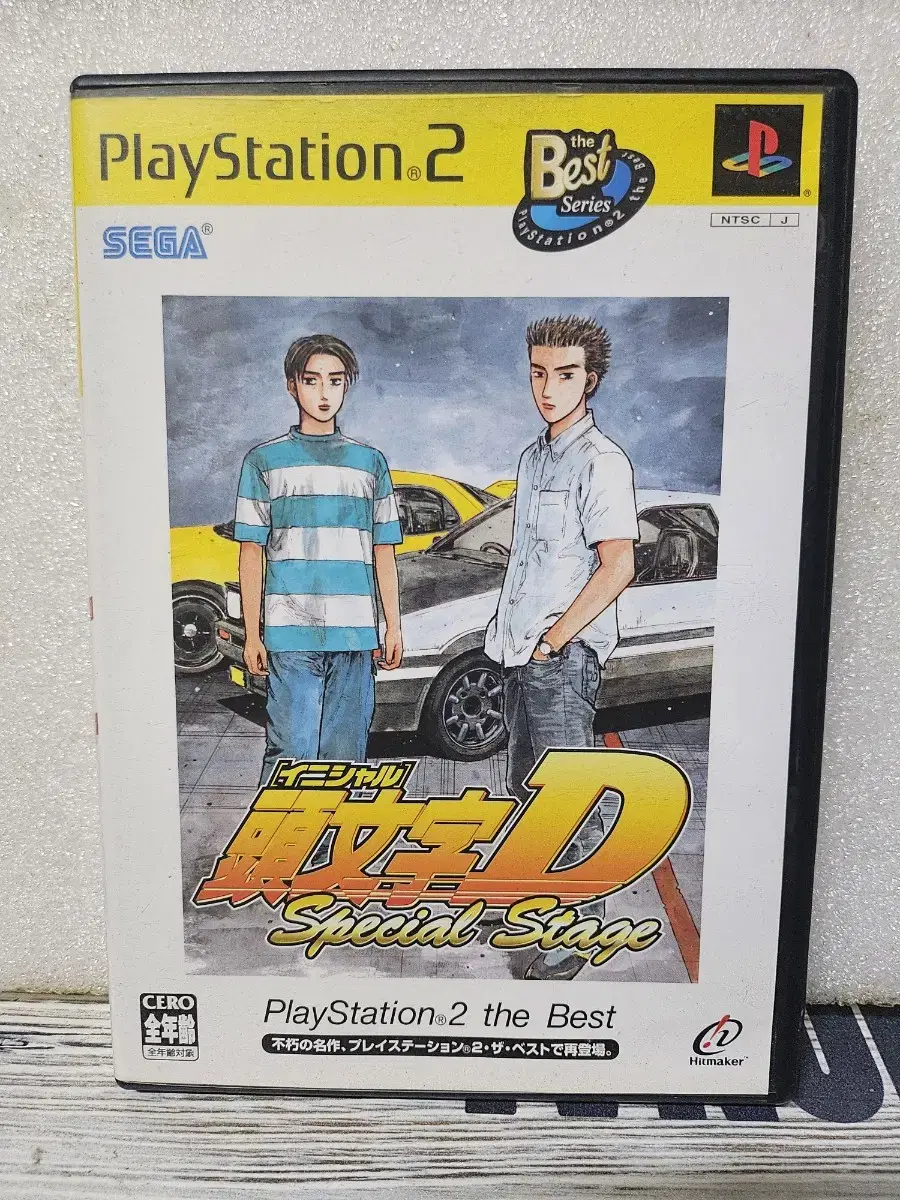 PlayStation®2
the Best Series
PlayStation®2 the Best
NTSC J
SEGA®
[イニシャル]
頭文字D
Special Stage
CERO
全年齢
全年齢対象
PlayStation®2 the Best
不朽の名作、プレイステーション®2・ザ・ベストで再登場。
Hitmaker